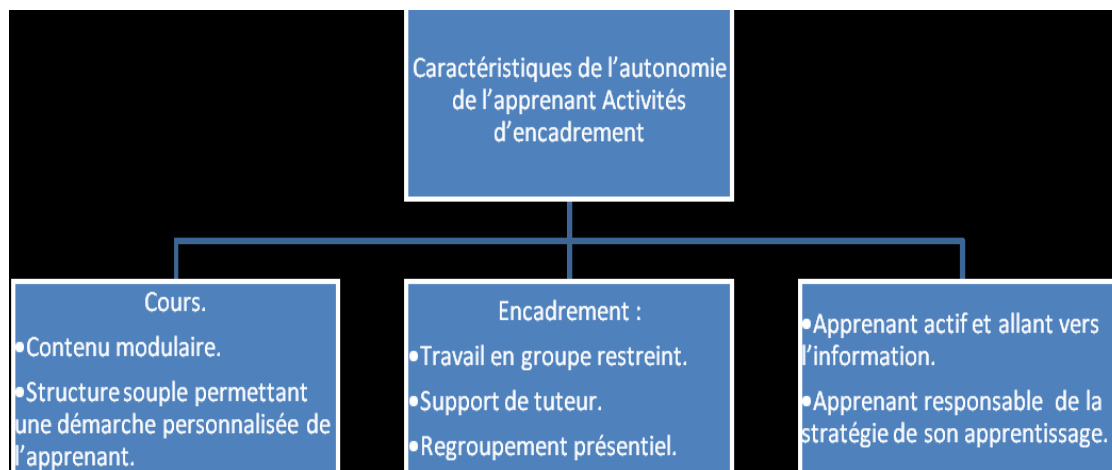 Caractéristiques de l'autonomie
de l'apprenant Activités
d'encadrement
Cours.
•Contenu modulaire.
•Structure souple permettant
une démarche personnalisée de
l'apprenant.
Encadrement :
•Travail en groupe restreint.
•Support de tuteur.
•Regroupement présentiel.
•Apprenant actif et allant vers
l'information.
•Apprenant responsable de la
stratégie de son apprentissage.